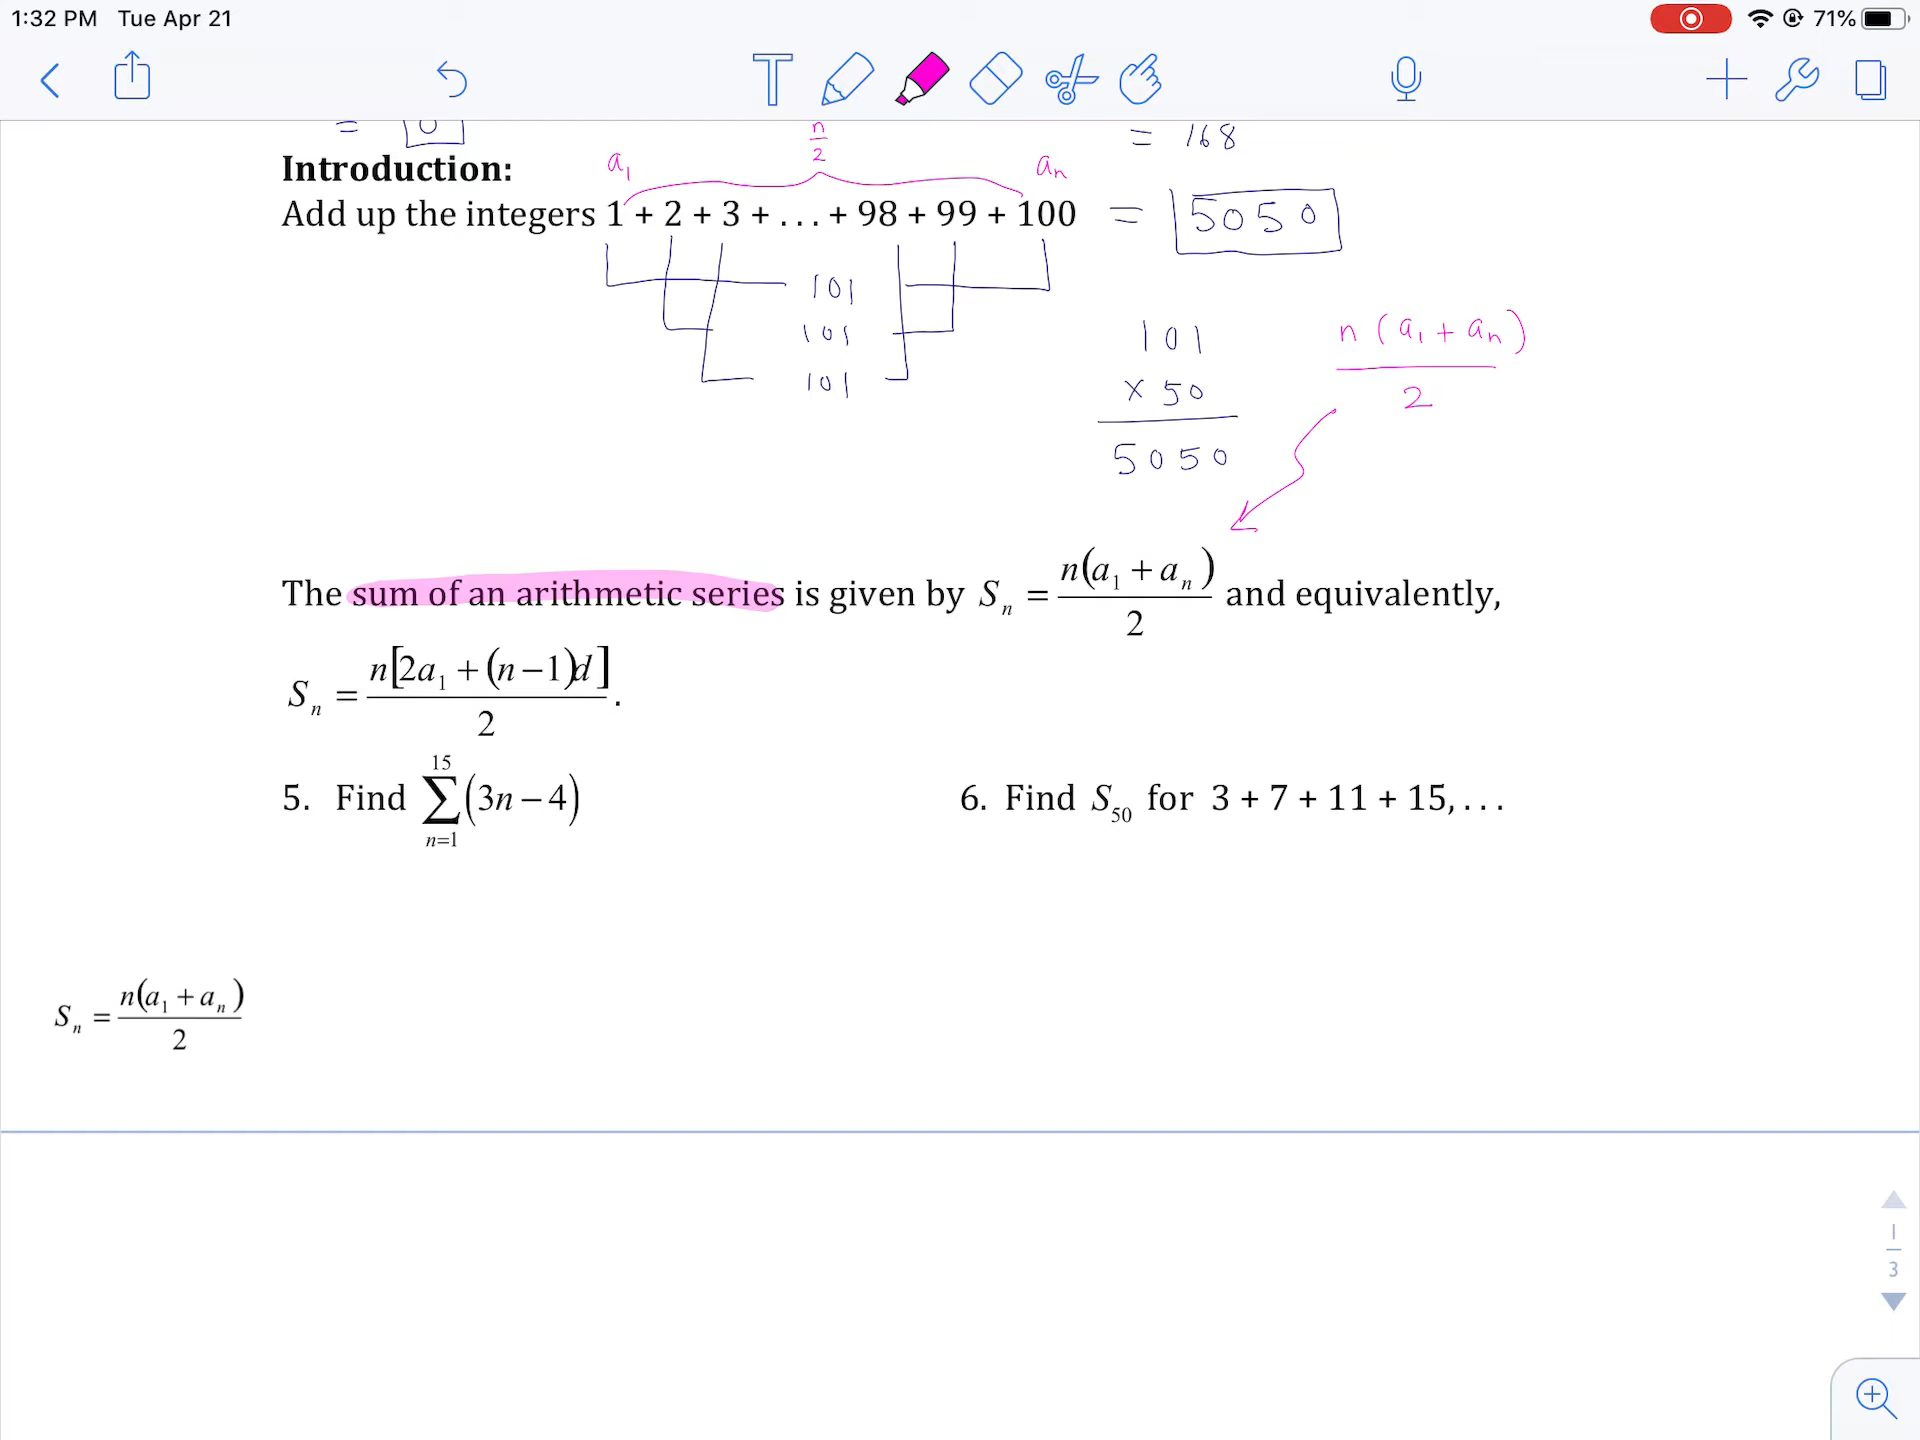 1:32 PM Tue Apr 21 71%
= 0 n/2 = 168
Introduction: a₁ aₙ
Add up the integers 1 + 2 + 3 + . . . + 98 + 99 + 100 = 5050
101
101
101
101
× 50
5050
n(a₁ + aₙ)/2
The sum of an arithmetic series is given by Sₙ = n(a₁ + aₙ)/2 and equivalently,
Sₙ = n[2a₁ + (n − 1)d]/2 .
5. Find ∑_{n=1}^{15} (3n − 4)
6. Find S₅₀ for 3 + 7 + 11 + 15, . . .
Sₙ = n(a₁ + aₙ)/2
1
3